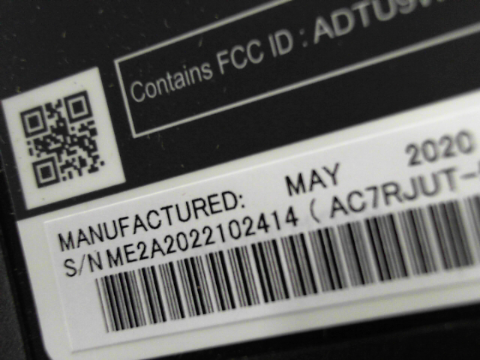 Contains FCC ID : ADTU9
MANUFACTURED: MAY 2020
S/N ME2A2022102414 ( AC7RJUT-